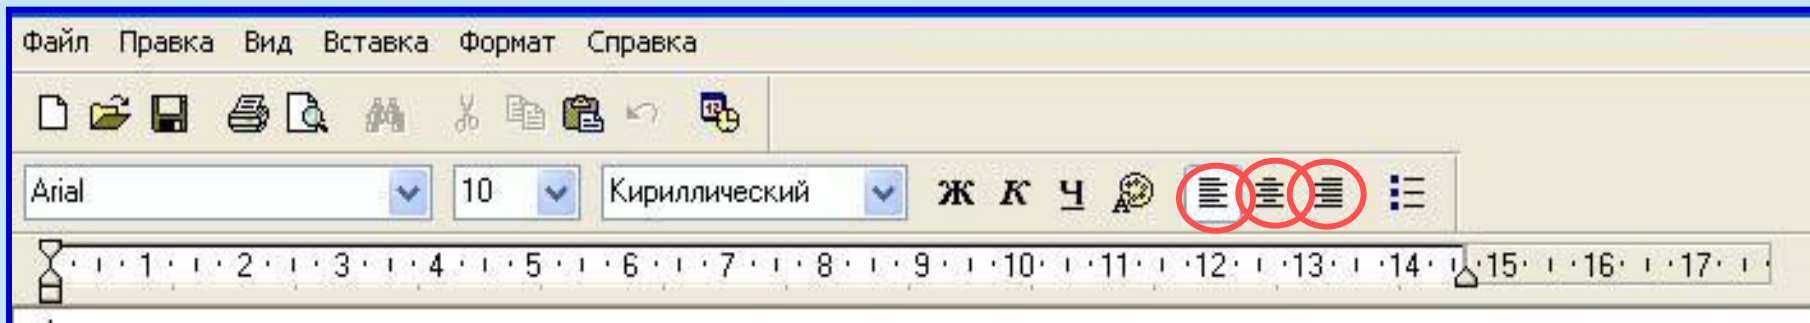 Файл Правка Вид Вставка Формат Справка
12
Arial 10 Кириллический Ж К Ч А
1 2 3 4 5 6 7 8 9 10 11 12 13 14 15 16 17